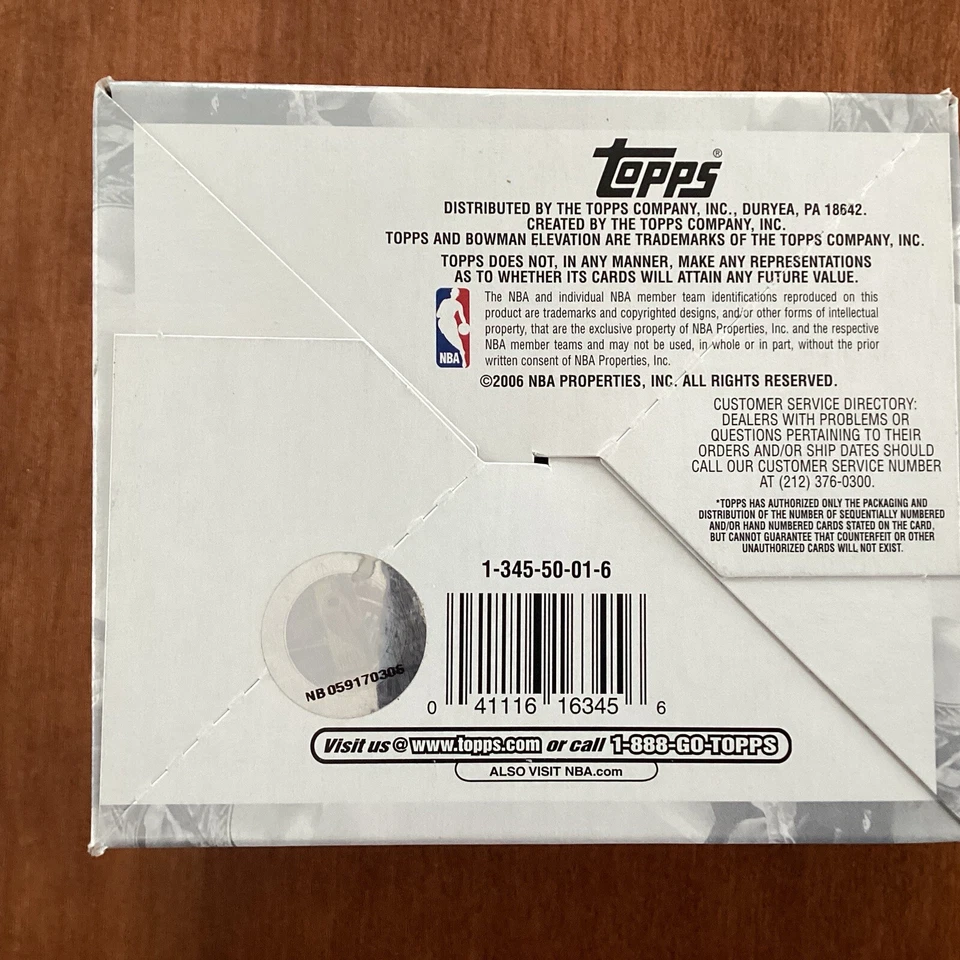 TOPPS®
DISTRIBUTED BY THE TOPPS COMPANY, INC., DURYEA, PA 18642.
CREATED BY THE TOPPS COMPANY, INC.
TOPPS AND BOWMAN ELEVATION ARE TRADEMARKS OF THE TOPPS COMPANY, INC.
TOPPS DOES NOT, IN ANY MANNER, MAKE ANY REPRESENTATIONS
AS TO WHETHER ITS CARDS WILL ATTAIN ANY FUTURE VALUE.
The NBA and individual NBA member team identifications reproduced on this
product are trademarks and copyrighted designs, and/or other forms of intellectual
property, that are the exclusive property of NBA Properties, Inc. and the respective
NBA member teams and may not be used, in whole or in part, without the prior
written consent of NBA Properties, Inc.
NBA
©2006 NBA PROPERTIES, INC. ALL RIGHTS RESERVED.
CUSTOMER SERVICE DIRECTORY:
DEALERS WITH PROBLEMS OR
QUESTIONS PERTAINING TO THEIR
ORDERS AND/OR SHIP DATES SHOULD
CALL OUR CUSTOMER SERVICE NUMBER
AT (212) 376-0300.
*TOPPS HAS AUTHORIZED ONLY THE PACKAGING AND
DISTRIBUTION OF THE NUMBER OF SEQUENTIALLY NUMBERED
AND/OR HAND NUMBERED CARDS STATED ON THE CARD,
BUT CANNOT GUARANTEE THAT COUNTERFEIT OR OTHER
UNAUTHORIZED CARDS WILL NOT EXIST.
1-345-50-01-6
NB 059170306
0 41116 16345 6
Visit us @ www.topps.com or call 1-888-GO-TOPPS
ALSO VISIT NBA.com